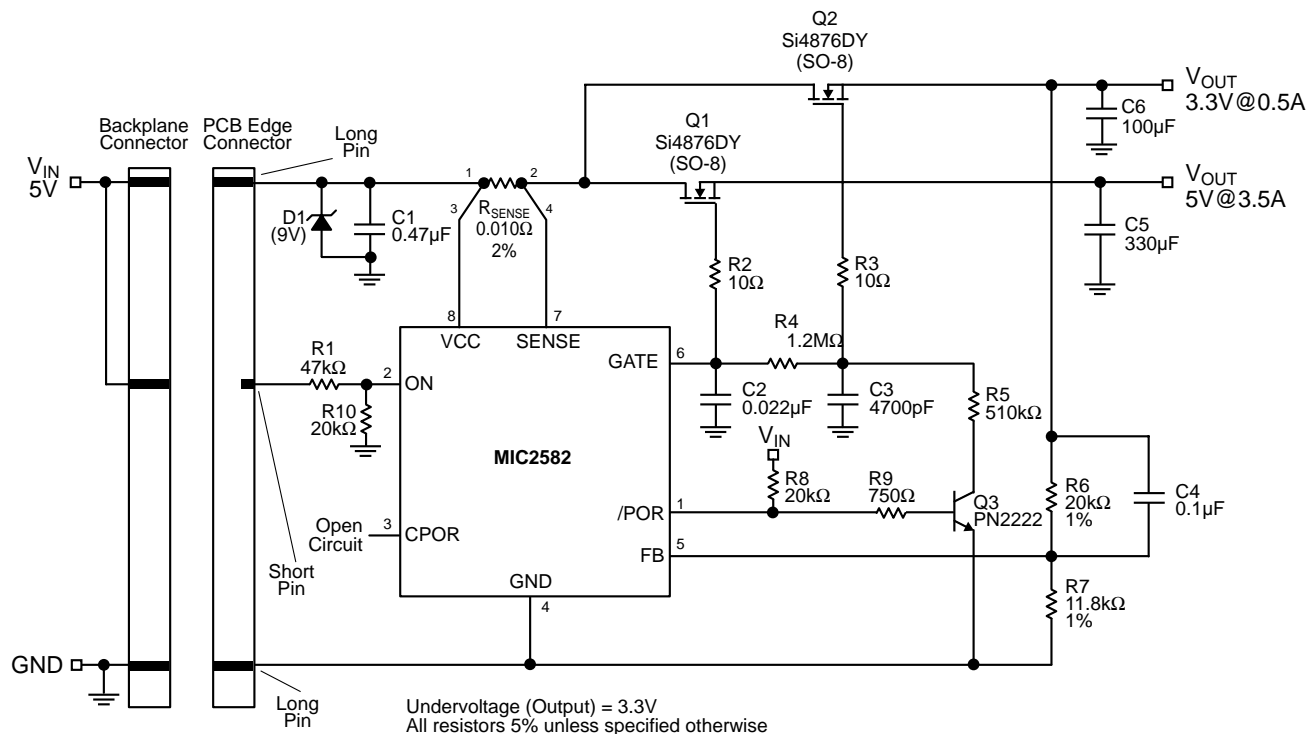 Q2
Si4876DY
(SO-8)
VOUT
3.3V@0.5A
C6
100µF
Backplane
Connector
PCB Edge
Connector
Long
Pin
Q1
Si4876DY
(SO-8)
VIN
5V
1
2
VOUT
5V@3.5A
D1
(9V)
C1
0.47µF
3
RSENSE
4
0.010Ω
2%
C5
330µF
R2
10Ω
R3
10Ω
8
7
VCC
SENSE
R4
1.2MΩ
GATE
6
R1
47kΩ
2
ON
R10
20kΩ
C2
0.022µF
C3
4700pF
R5
510kΩ
MIC2582
VIN
R8
20kΩ
R9
750Ω
R6
20kΩ
1%
C4
0.1µF
/POR
1
Q3
PN2222
Open
Circuit
3
CPOR
FB
5
Short
Pin
GND
4
R7
11.8kΩ
1%
GND
Long
Pin
Undervoltage (Output) = 3.3V
All resistors 5% unless specified otherwise